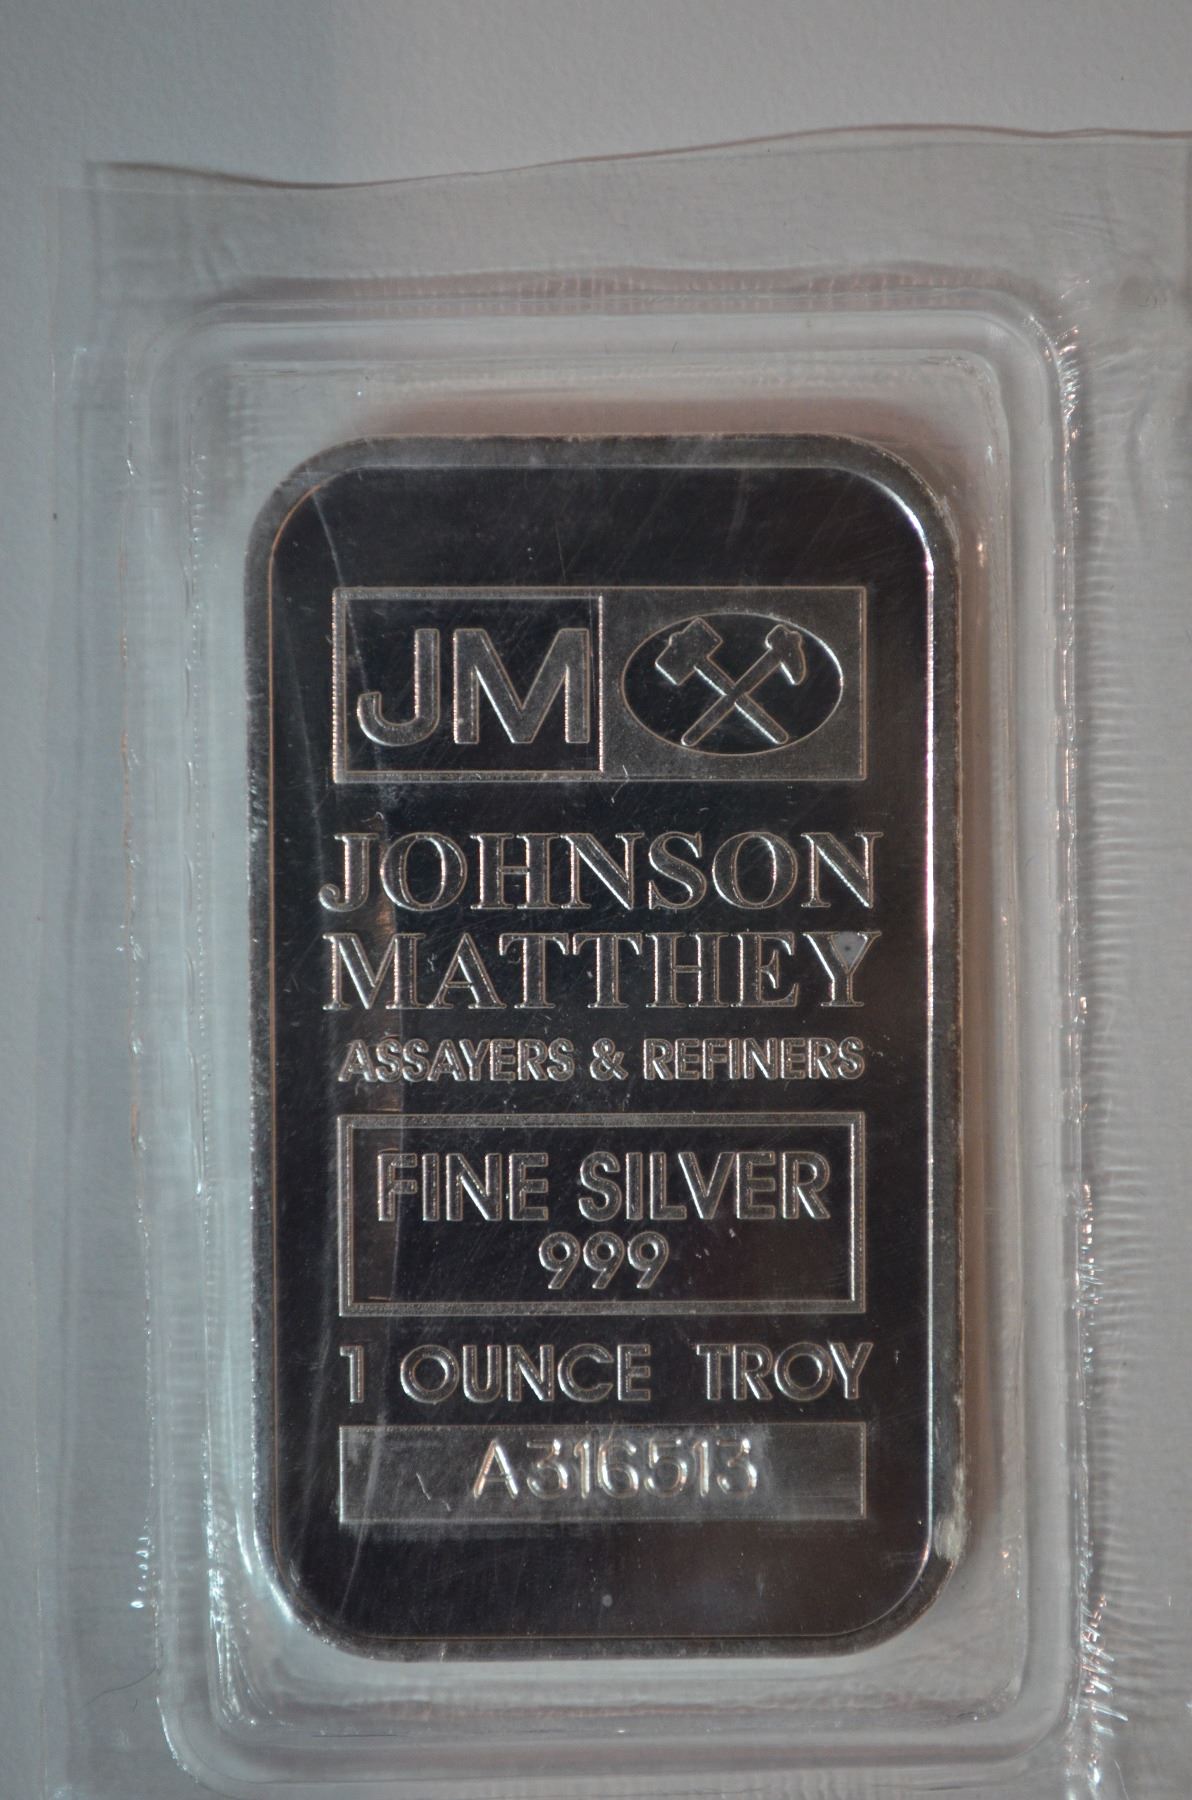 JM
JOHNSON
MATTHEY
ASSAYERS & REFINERS
FINE SILVER
999
1 OUNCE TROY
A316513